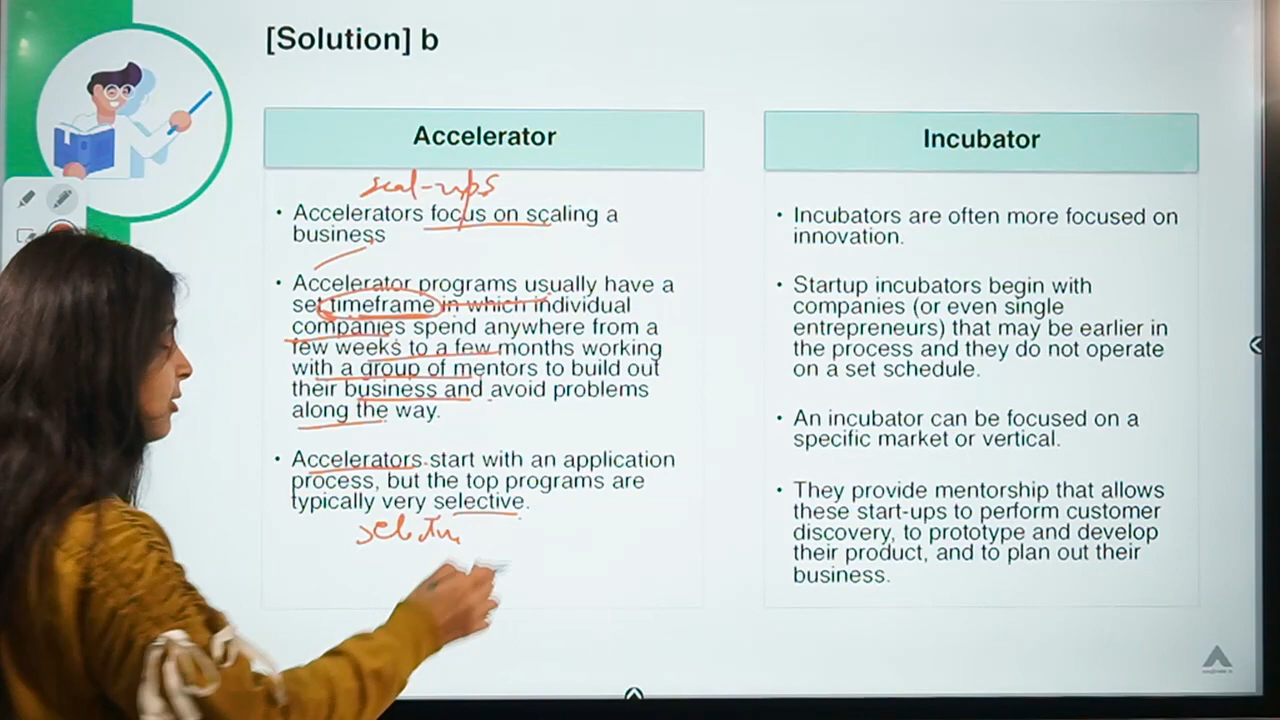 [Solution] b
Accelerator
scal-ups
• Accelerators focus on scaling a
business
• Accelerator programs usually have a
set timeframe in which individual
companies spend anywhere from a
few weeks to a few months working
with a group of mentors to build out
their business and avoid problems
along the way.
• Accelerators start with an application
process, but the top programs are
typically very selective.
Incubator
• Incubators are often more focused on
innovation.
• Startup incubators begin with
companies (or even single
entrepreneurs) that may be earlier in
the process and they do not operate
on a set schedule.
• An incubator can be focused on a
specific market or vertical.
• They provide mentorship that allows
these start-ups to perform customer
discovery, to prototype and develop
their product, and to plan out their
business.